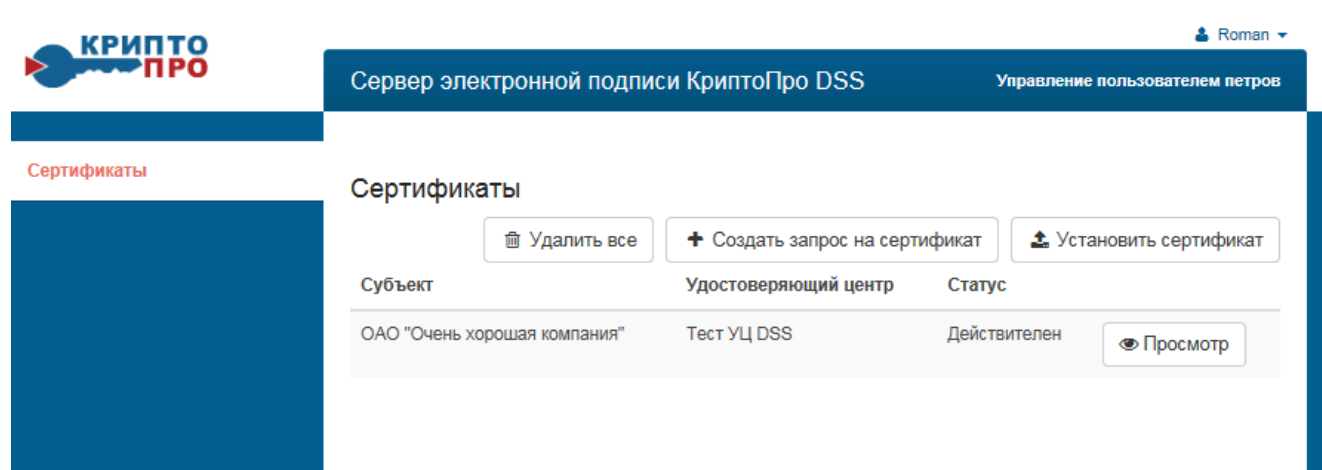 КРИПТО
ПРО
Roman
Сервер электронной подписи КриптоПро DSS
Управление пользователем петров
Сертификаты
Сертификаты
Удалить все
Создать запрос на сертификат
Установить сертификат
Субъект Удостоверяющий центр Статус
ОАО "Очень хорошая компания" Тест УЦ DSS Действителен Просмотр